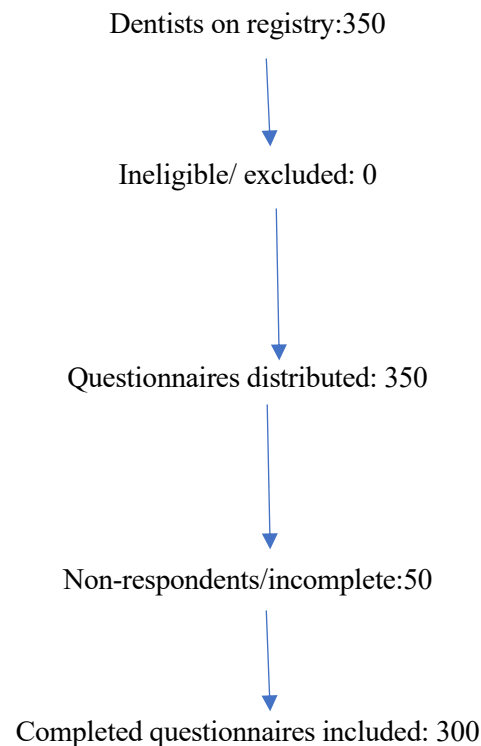 Dentists on registry:350
Ineligible/ excluded: 0
Questionnaires distributed: 350
Non-respondents/incomplete:50
Completed questionnaires included: 300